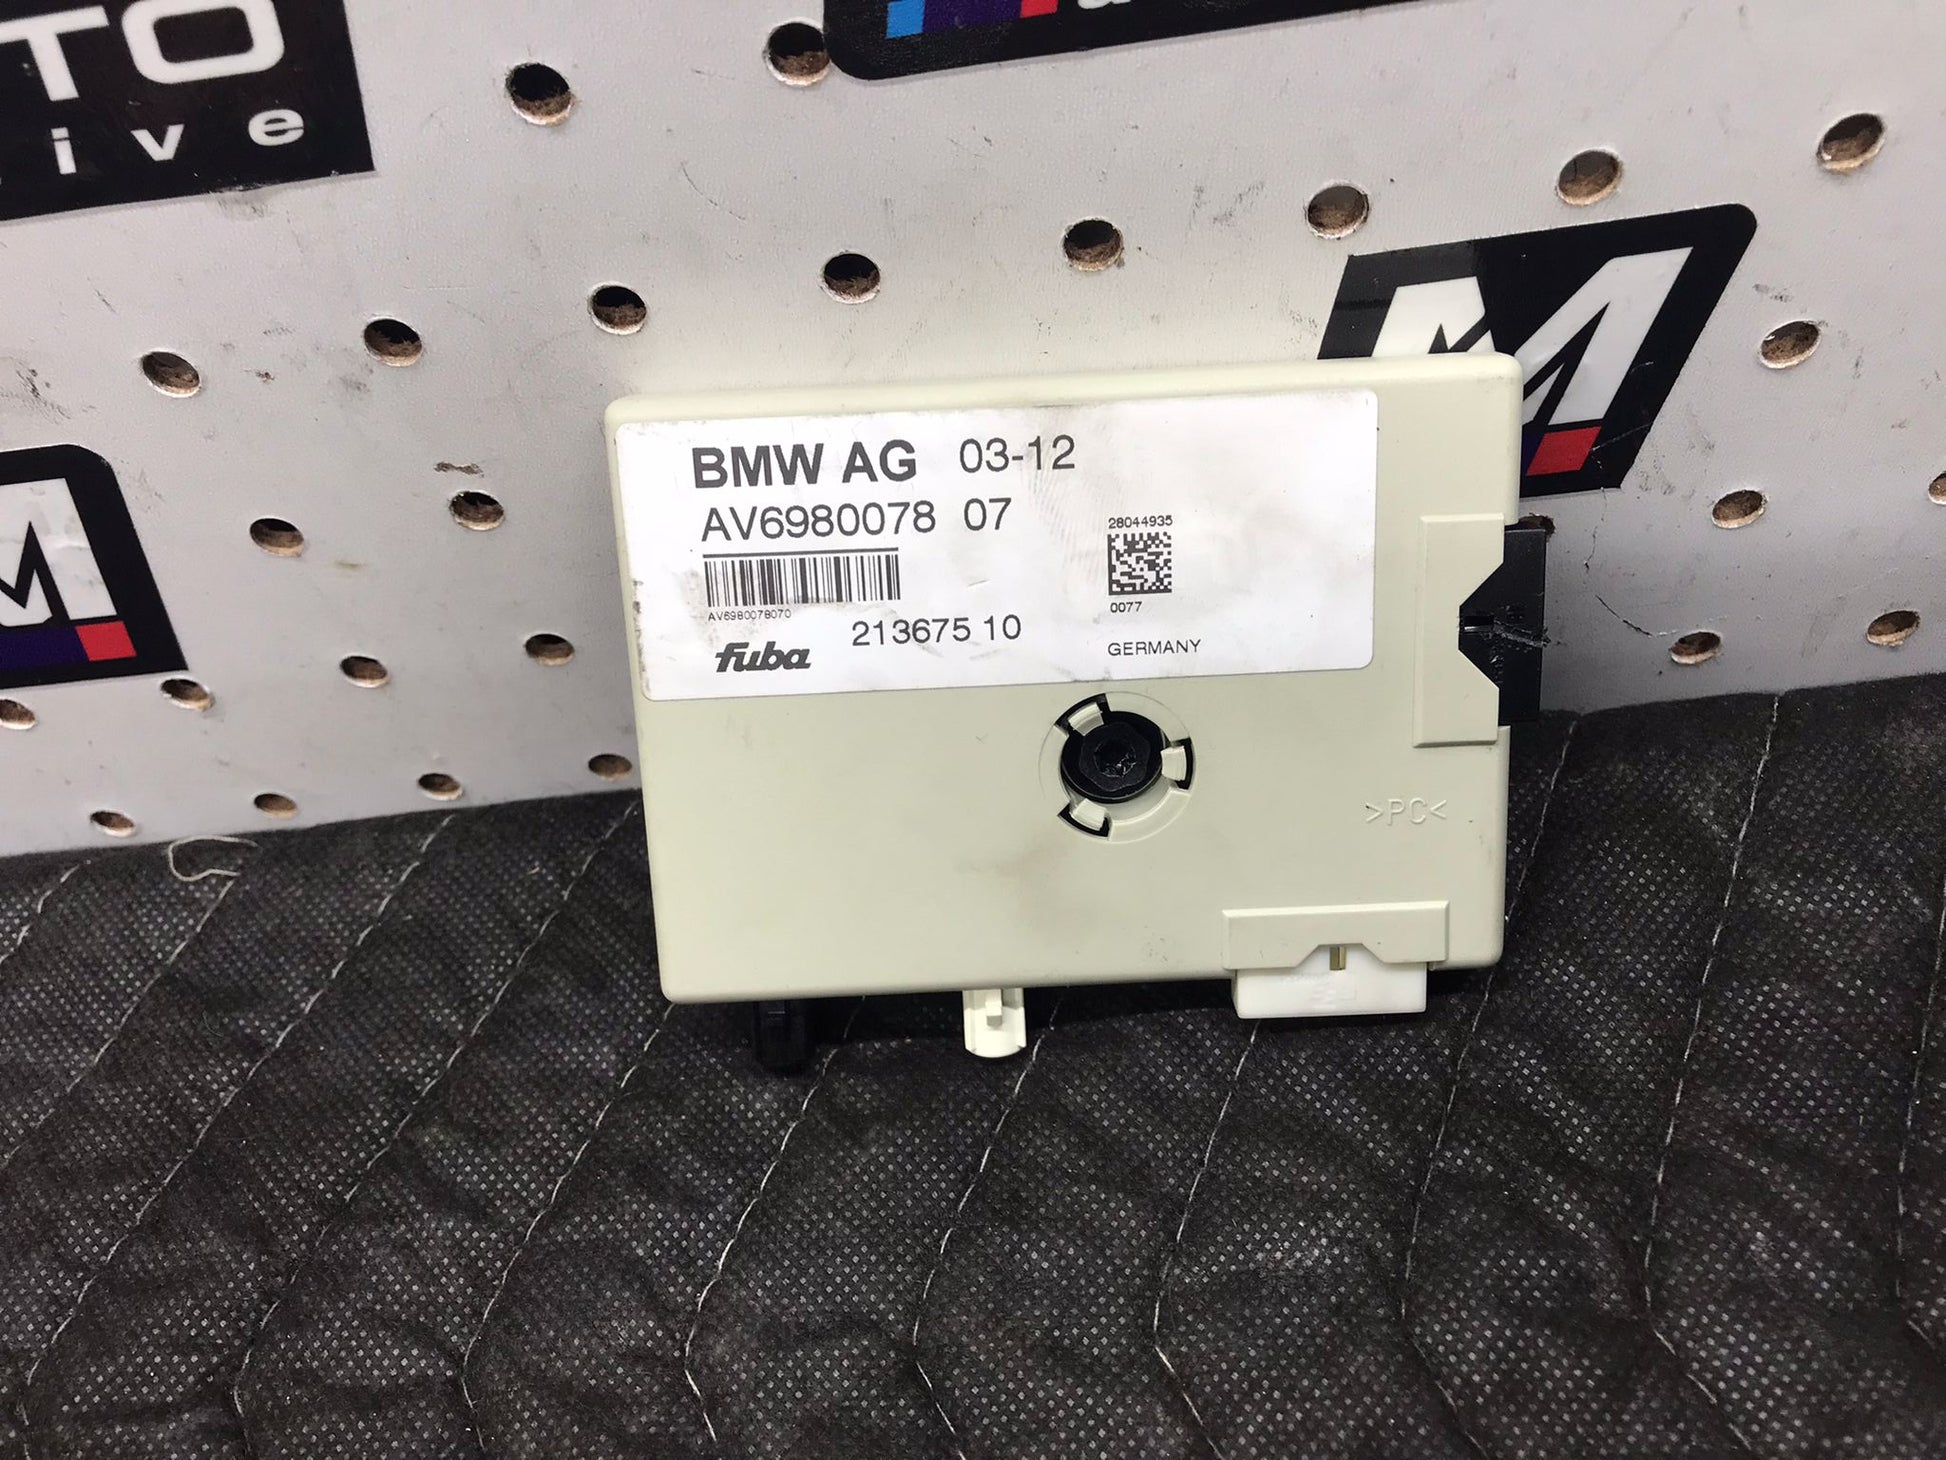 TO
ive
M
M
BMW AG 03-12
AV6980078 07
28044935
AV6980078070
0077
fuba 213675 10
GERMANY
>PC<